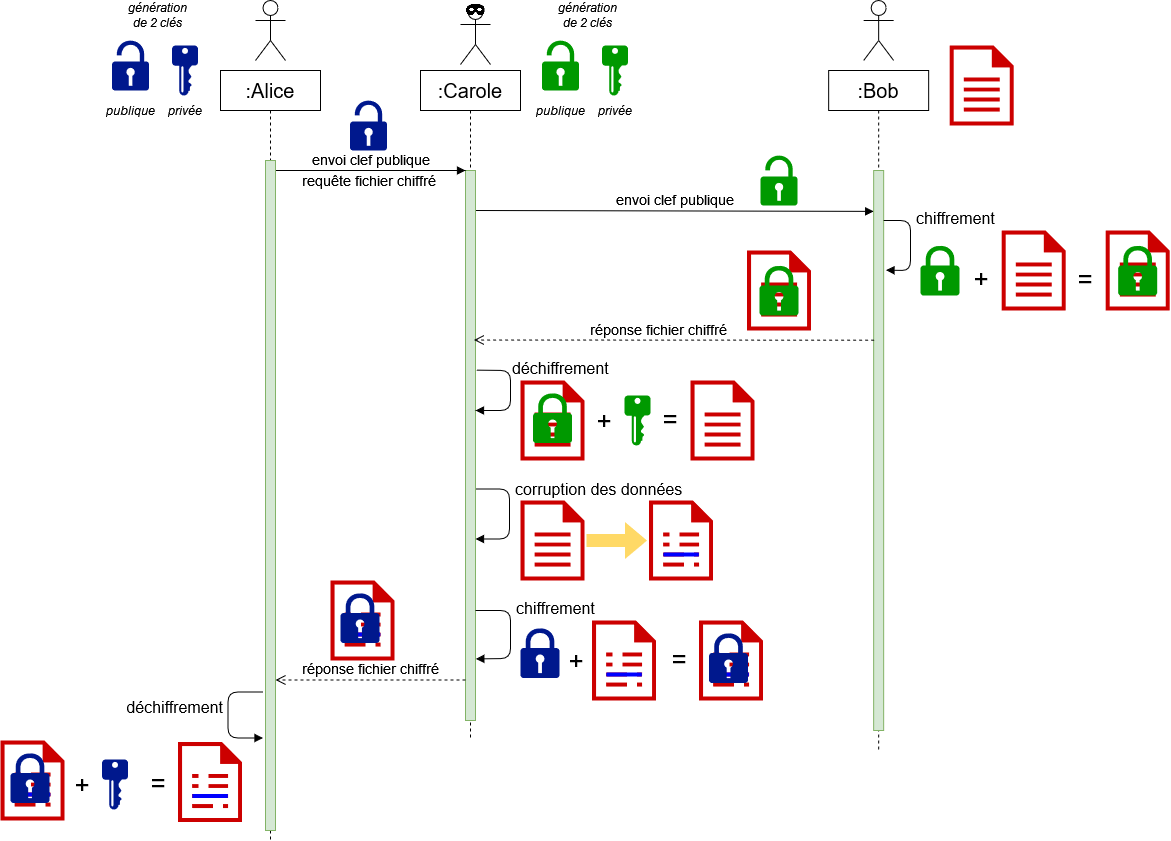 génération
de 2 clés
génération
de 2 clés
:Alice
:Carole
:Bob
publique
privée
publique
privée
envoi clef publique
requête fichier chiffré
envoi clef publique
chiffrement
+
=
réponse fichier chiffré
déchiffrement
+
=
corruption des données
chiffrement
+
=
réponse fichier chiffré
déchiffrement
+
=